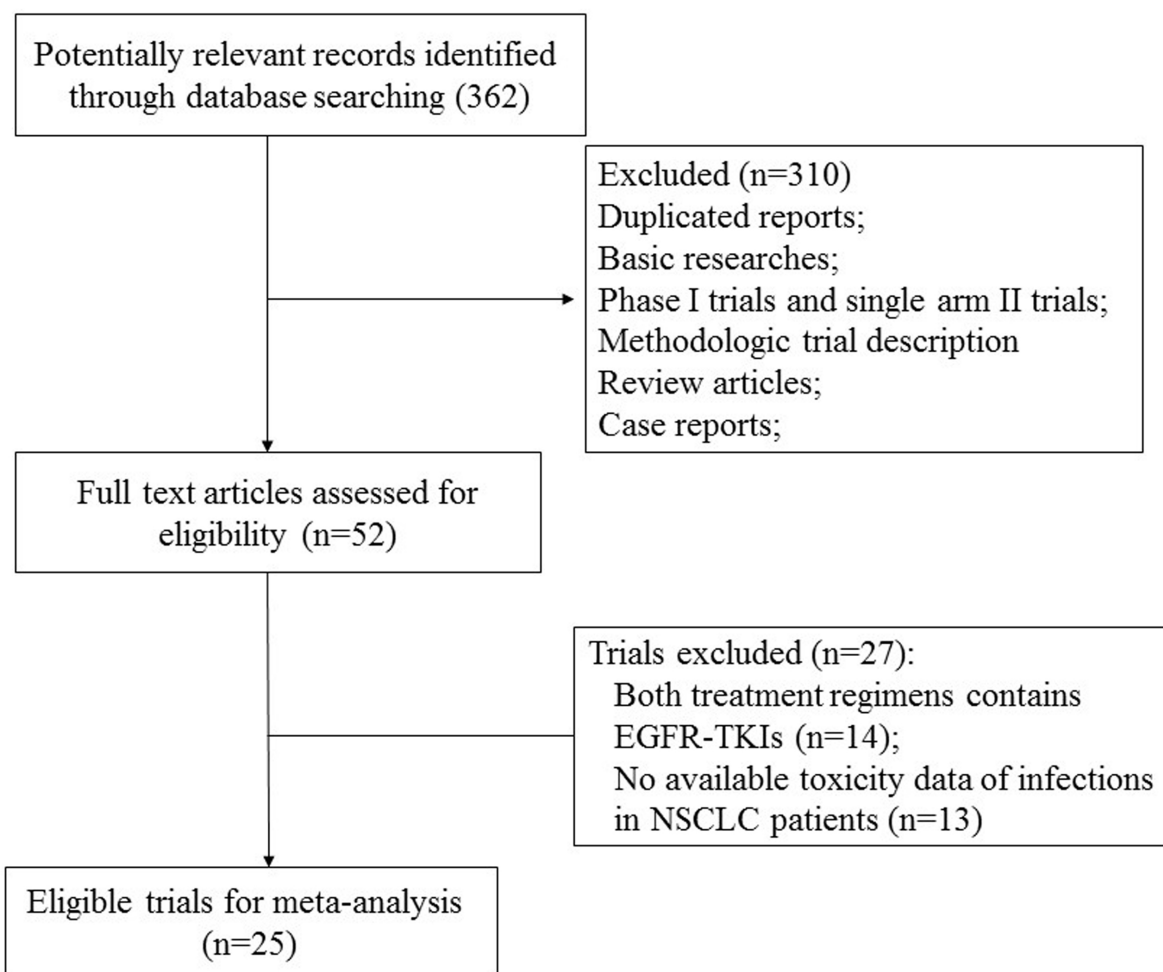 Potentially relevant records identified
through database searching (362)
Excluded (n=310)
Duplicated reports;
Basic researches;
Phase I trials and single arm II trials;
Methodologic trial description
Review articles;
Case reports;
Full text articles assessed for
eligibility (n=52)
Trials excluded (n=27):
Both treatment regimens contains
EGFR-TKIs (n=14);
No available toxicity data of infections
in NSCLC patients (n=13)
Eligible trials for meta-analysis
(n=25)